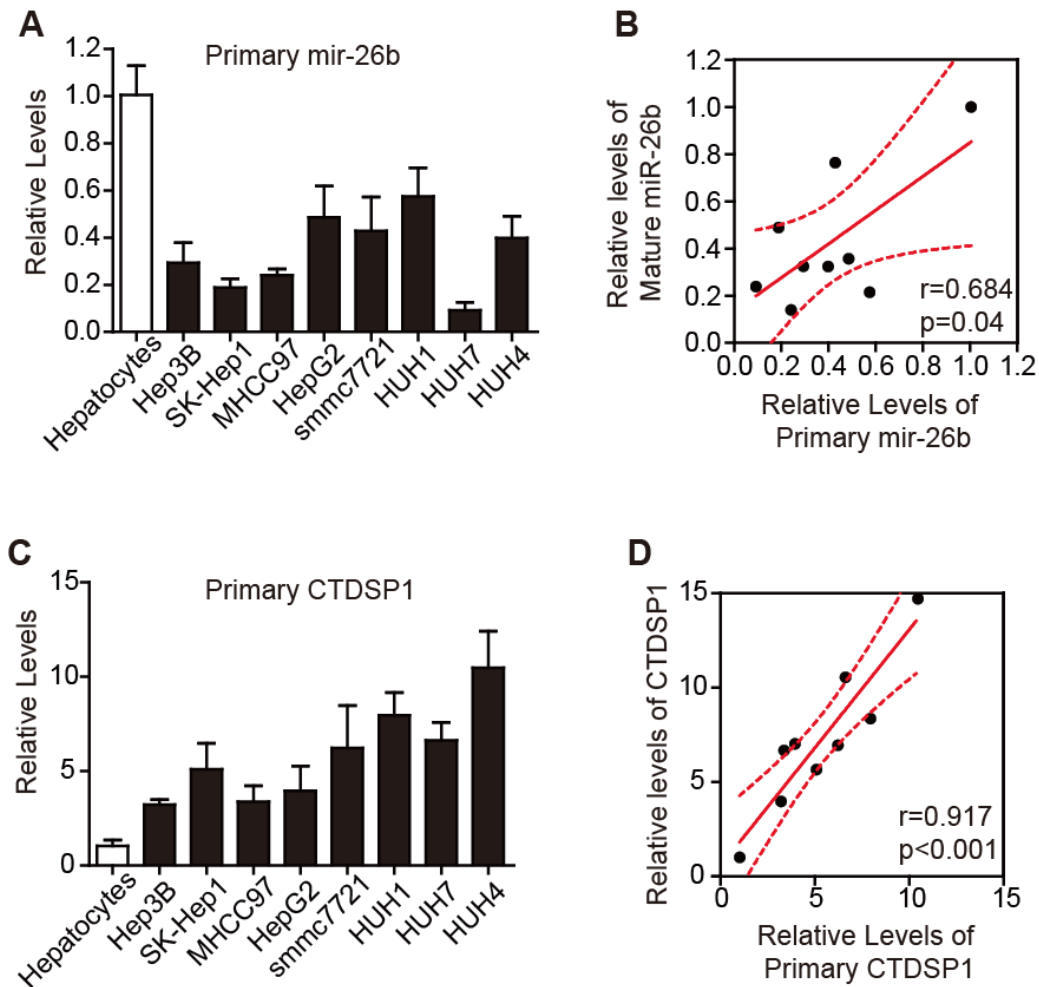 A
Primary mir-26b
Relative Levels
1.2
1.0
0.8
0.6
0.4
0.2
0.0
Hepatocytes
Hep3B
SK-Hep1
MHCC97
HepG2
smmc7721
HUH1
HUH7
HUH4
B
Relative levels of
Mature miR-26b
1.2
1.0
0.8
0.6
0.4
0.2
0.0
r=0.684
p=0.04
0.0 0.2 0.4 0.6 0.8 1.0 1.2
Relative Levels of
Primary mir-26b
C
Primary CTDSP1
Relative Levels
15
10
5
0
Hepatocytes
Hep3B
SK-Hep1
MHCC97
HepG2
smmc7721
HUH1
HUH7
HUH4
D
Relative levels of CTDSP1
15
10
5
0
r=0.917
p<0.001
0 5 10 15
Relative Levels of
Primary CTDSP1